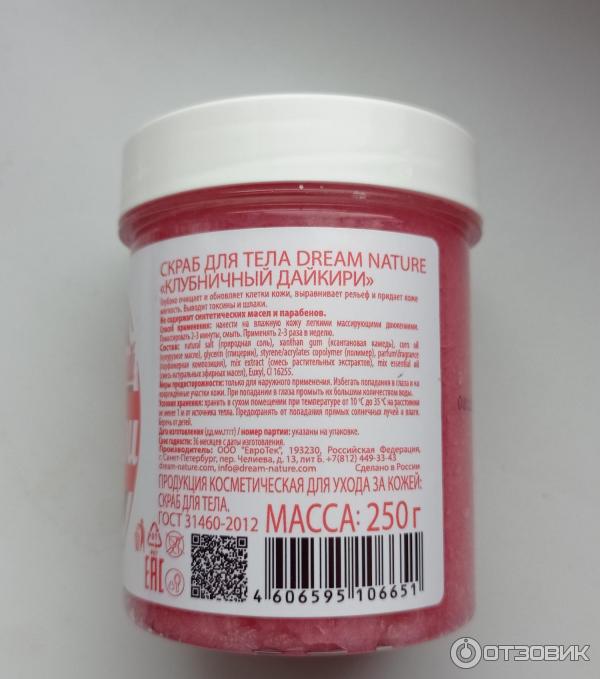 СКРАБ ДЛЯ ТЕЛА DREAM NATURE
«КЛУБНИЧНЫЙ ДАЙКИРИ»
Глубоко очищает и обновляет клетки кожи, выравнивает рельеф и придает коже
мягкость. Выводит токсины и шлаки.
Не содержит синтетических масел и парабенов.
Способ применения: нанести на влажную кожу легкими массирующими движениями.
Помассировать 2-3 минуты, смыть. Применять 2-3 раза в неделю.
Состав: natural salt (природная соль), xanthan gum (ксантановая камедь), corn oil
(кукурузное масло), glycerin (глицерин), styrene/acrylates copolymer (полимер), parfum/fragrance
(парфюмерная композиция), mix extract (смесь растительных экстрактов), mix essential oil
(смесь натуральных эфирных масел), Euxyl, CI 16255.
Меры предосторожности: только для наружного применения. Избегать попадания в глаза и на
повреждённые участки кожи. При попадании в глаза промыть их большим количеством воды.
Условия хранения: хранить в сухом помещении при температуре от 10 °С до 35 °С на расстоянии
не менее 1 м от источника тепла. Предохранять от попадания прямых солнечных лучей и влаги.
Беречь от детей.
Дата изготовления (дд,мм,гггг) / номер партии: указаны на упаковке.
Срок годности: 36 месяцев с даты изготовления.
Изготовитель: ООО "ЕвроТек", 193230, Российская Федерация,
г. Санкт-Петербург, пер. Челиева, д. 13, лит Б. +7(812) 449-33-43
dream-nature.com, info@dream-nature.com Сделано в России
ПРОДУКЦИЯ КОСМЕТИЧЕСКАЯ ДЛЯ УХОДА ЗА КОЖЕЙ:
СКРАБ ДЛЯ ТЕЛА.
ГОСТ 31460-2012 МАССА: 250 г
EAC
4 606595 106651
ОТЗОВИК